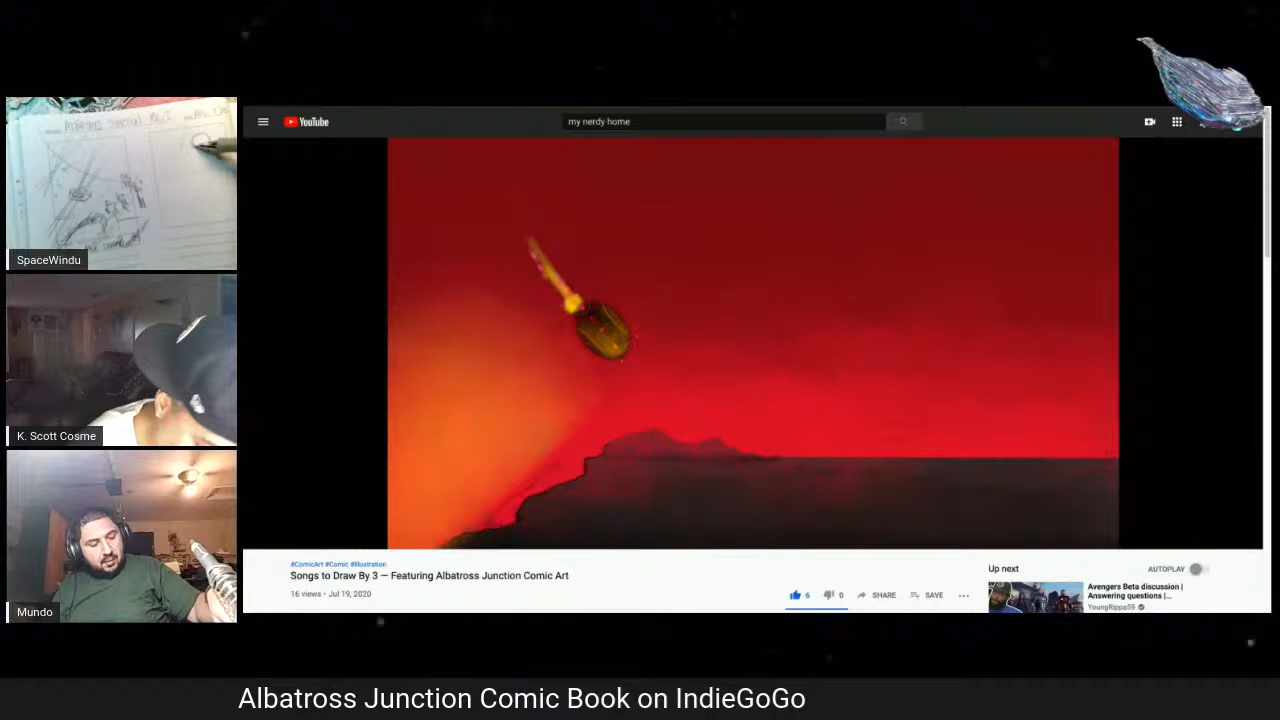 YouTube
my nerdy home
SpaceWindu
K. Scott Cosme
Mundo
#ComicArt #Comic #Illustration
Songs to Draw By 3 — Featuring Albatross Junction Comic Art
16 views • Jul 19, 2020
6
0
SHARE
SAVE
Up next
AUTOPLAY
Avengers Beta discussion |
Answering questions |...
YoungRippa59
Albatross Junction Comic Book on IndieGoGo